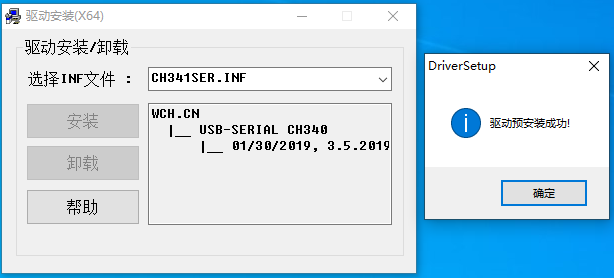 驱动安装(X64)
驱动安装/卸载
选择INF文件 :
CH341SER.INF
安装
卸载
帮助
WCH.CN
|__ USB-SERIAL CH340
|__ 01/30/2019, 3.5.2019
DriverSetup
驱动预安装成功!
确定